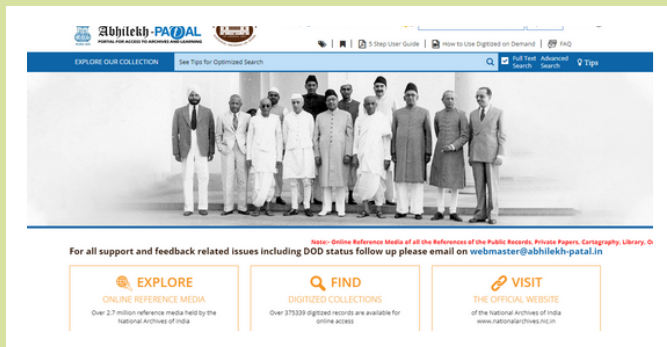 Abhilekh-PATAL
PORTAL FOR ACCESS TO ARCHIVES AND LEARNING
5 Step User Guide | How to Use Digitized on Demand | FAQ
EXPLORE OUR COLLECTION See Tips for Optimized Search Full Text Search Advanced Search Tips
Note:- Online Reference Media of all the References of the Public Records, Private Papers, Cartography, Library,
For all support and feedback related issues including DOD status follow up please email on webmaster@abhilekh-patal.in
EXPLORE
ONLINE REFERENCE MEDIA
Over 2.7 million reference media held by the
National Archives of India
FIND
DIGITIZED COLLECTIONS
Over 375339 digitized records are available for
online access
VISIT
THE OFFICIAL WEBSITE
of the National Archives of India
www.nationalarchives.nic.in